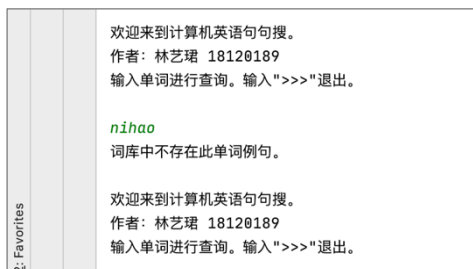 欢迎来到计算机英语句句搜。
作者：林艺珺 18120189
输入单词进行查询。输入">>>"退出。
nihao
词库中不存在此单词例句。
欢迎来到计算机英语句句搜。
作者：林艺珺 18120189
输入单词进行查询。输入">>>"退出。
2: Favorites